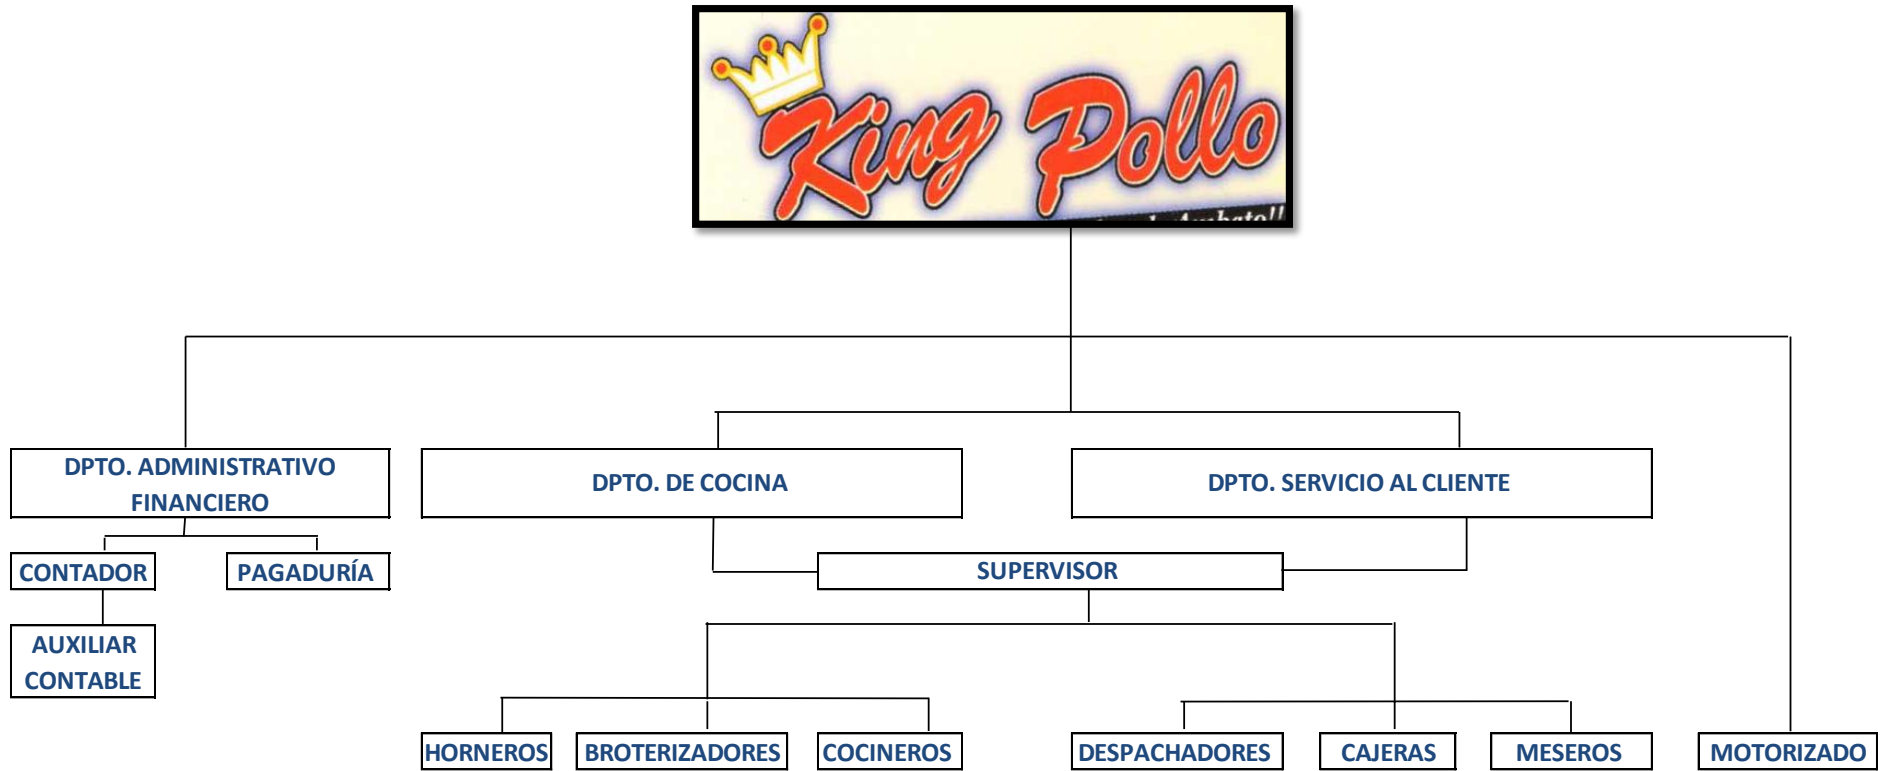 King Pollo
DPTO. ADMINISTRATIVO
FINANCIERO
DPTO. DE COCINA
DPTO. SERVICIO AL CLIENTE
CONTADOR
PAGADURÍA
SUPERVISOR
AUXILIAR
CONTABLE
HORNEROS
BROTERIZADORES
COCINEROS
DESPACHADORES
CAJERAS
MESEROS
MOTORIZADO